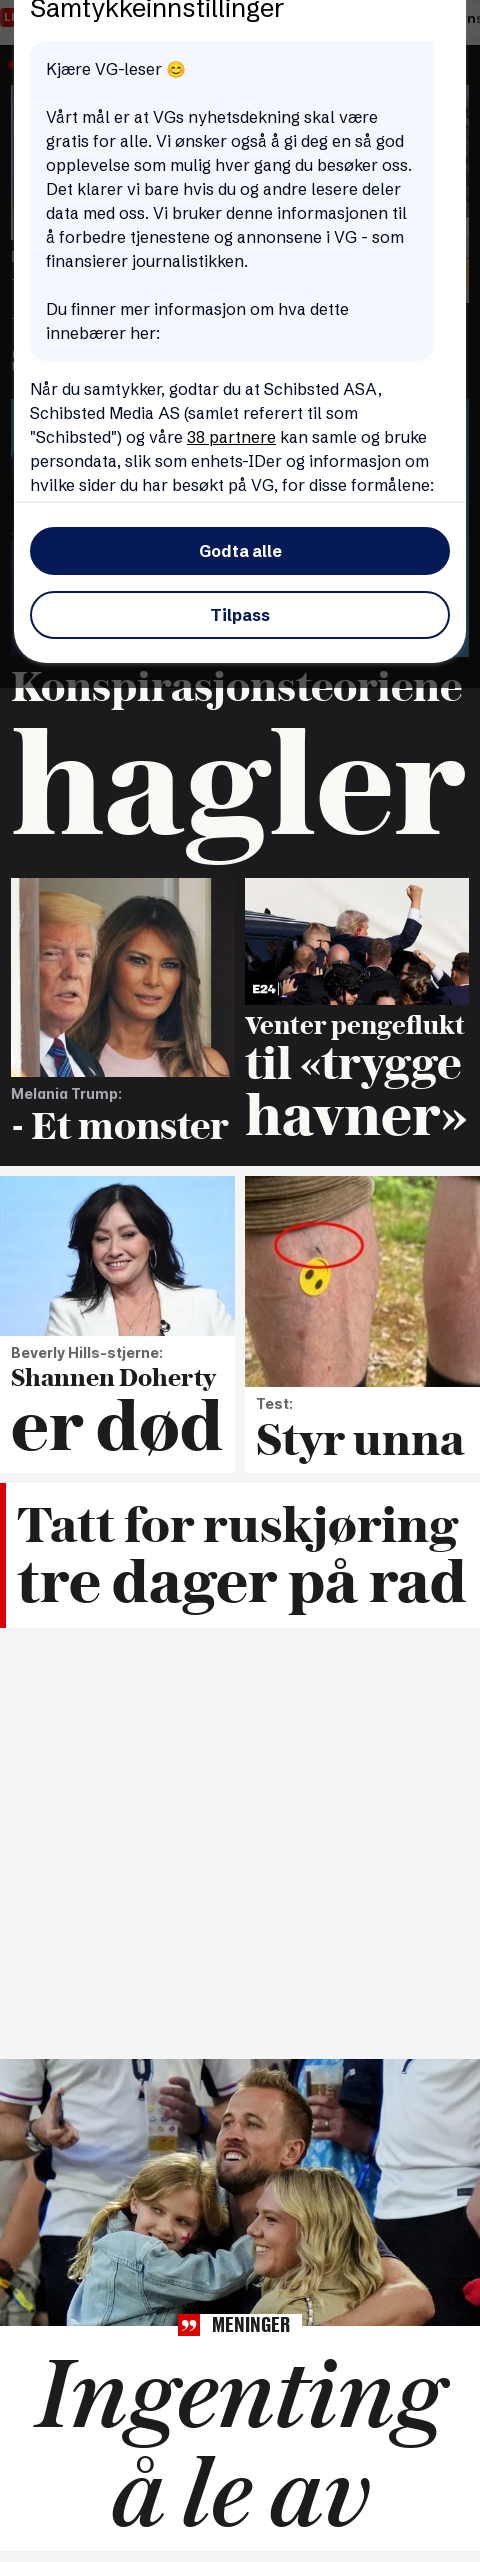 Samtykkeinnstillinger
Kjære VG-leser 😊
Vårt mål er at VGs nyhetsdekning skal være
gratis for alle. Vi ønsker også å gi deg en så god
opplevelse som mulig hver gang du besøker oss.
Det klarer vi bare hvis du og andre lesere deler
data med oss. Vi bruker denne informasjonen til
å forbedre tjenestene og annonsene i VG - som
finansierer journalistikken.
Du finner mer informasjon om hva dette
innebærer her:
Når du samtykker, godtar du at Schibsted ASA,
Schibsted Media AS (samlet referert til som
"Schibsted") og våre 38 partnere kan samle og bruke
persondata, slik som enhets-IDer og informasjon om
hvilke sider du har besøkt på VG, for disse formålene:
Godta alle
Tilpass
Konspirasjonsteoriene
hagler
E24
Melania Trump:
- Et monster
Venter pengeflukt
til «trygge
havner»
Beverly Hills-stjerne:
Shannen Doherty
er død
Test:
Styr unna
Tatt for ruskjøring
tre dager på rad
MENINGER
Ingenting
å le av